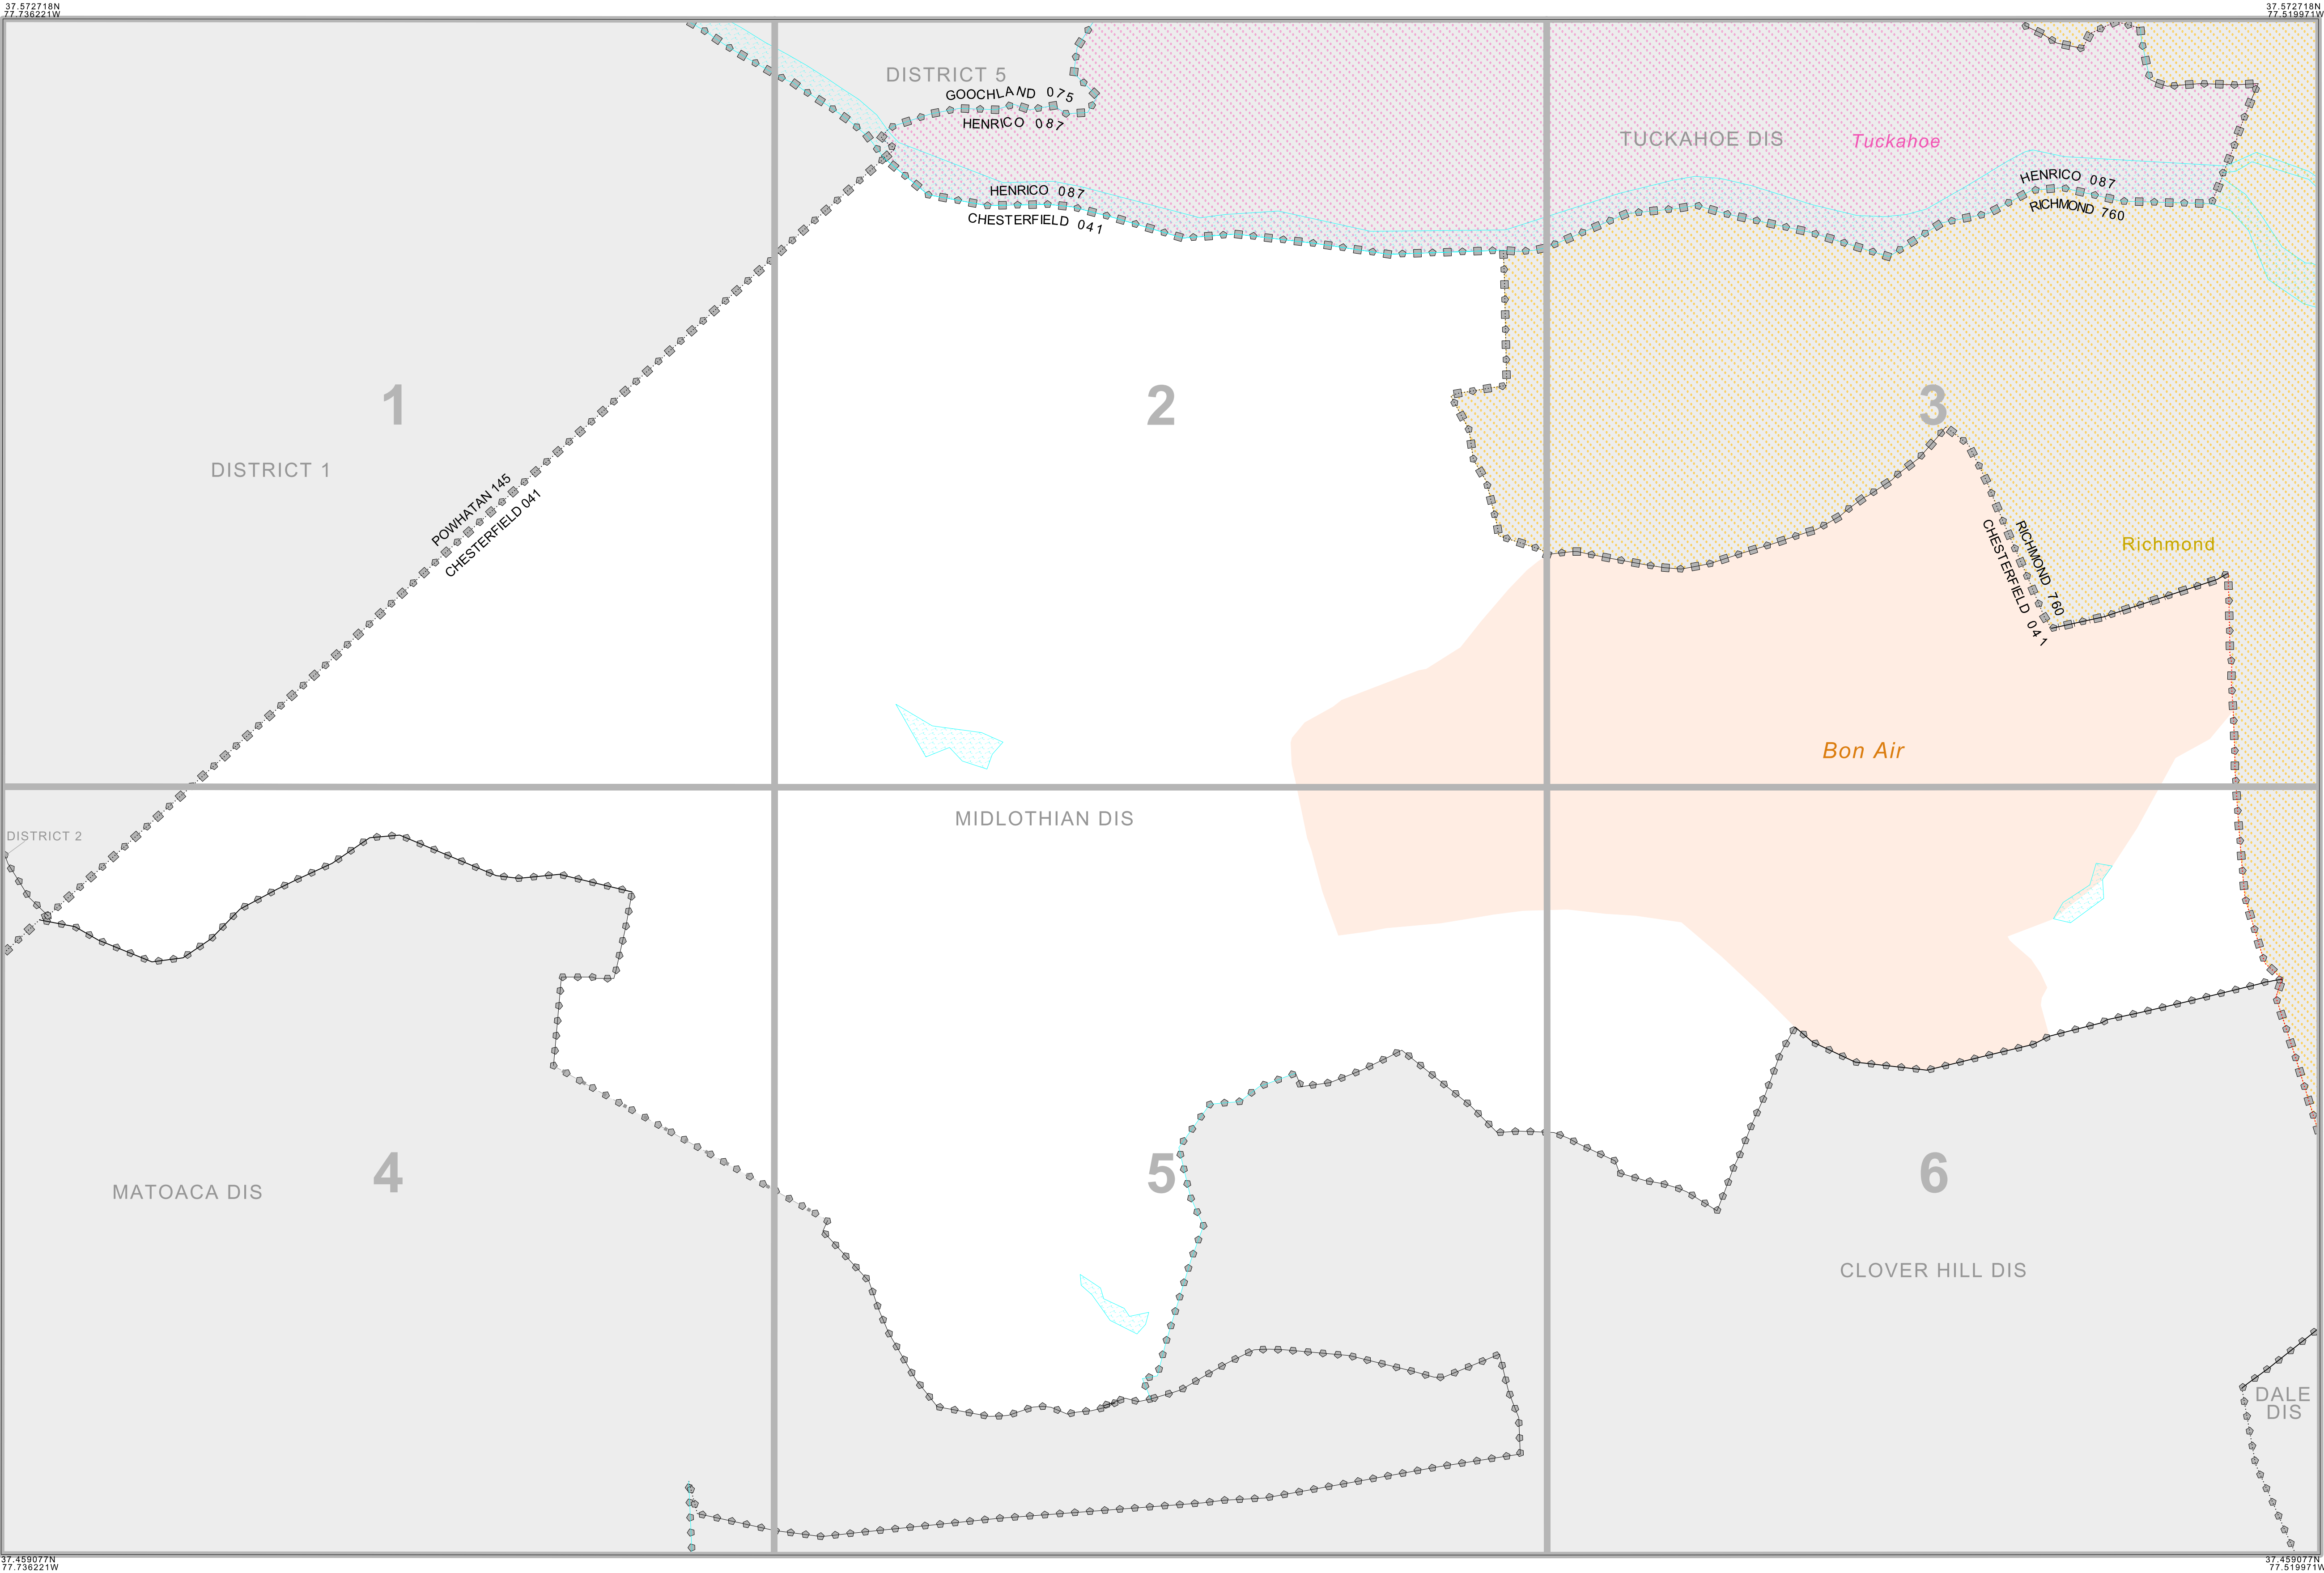 37.572718N
77.736221W
37.572718N
77.519971W
DISTRICT 5
GOOCHLAND 075
HENRICO 087
TUCKAHOE DIS
Tuckahoe
HENRICO 087
CHESTERFIELD 041
HENRICO 087
RICHMOND 760
1
2
3
DISTRICT 1
POWHATAN 145
CHESTERFIELD 041
RICHMOND 760
CHESTERFIELD 041
Richmond
Bon Air
MIDLOTHIAN DIS
DISTRICT 2
4
5
6
MATOACA DIS
CLOVER HILL DIS
DALE
DIS
37.459077N
77.736221W
37.459077N
77.519971W